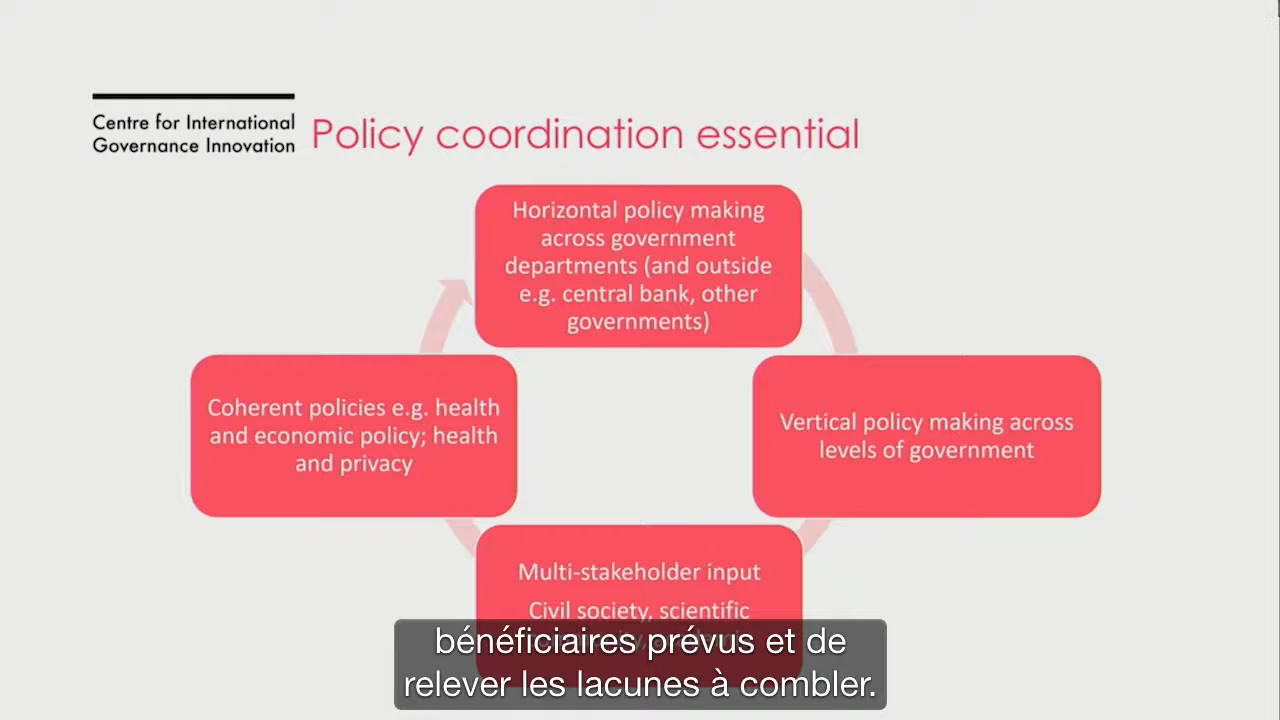 Centre for International
Governance Innovation
Policy coordination essential
Horizontal policy making
across government
departments (and outside
e.g. central bank, other
governments)
Coherent policies e.g. health
and economic policy; health
and privacy
Vertical policy making across
levels of government
Multi-stakeholder input
Civil society, scientific
bénéficiaires prévus et de
relever les lacunes à combler.